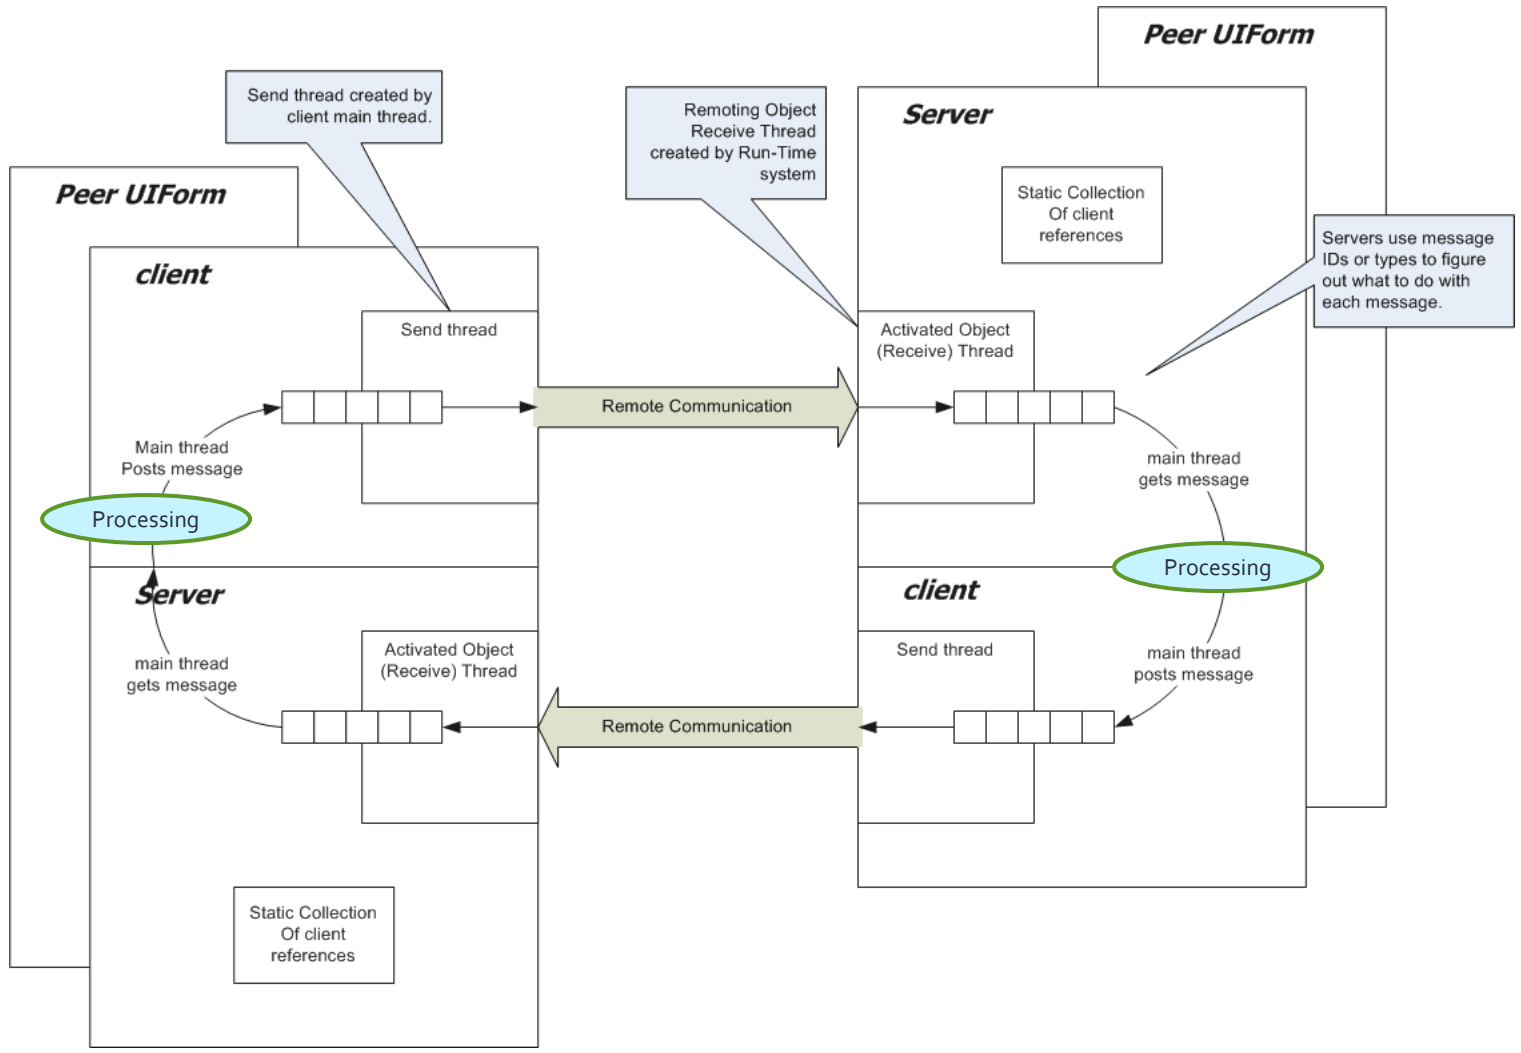 Peer UIForm
Server
Send thread created by
client main thread.
Remoting Object
Receive Thread
created by Run-Time
system
Static Collection
Of client
references
Peer UIForm
client
Servers use message
IDs or types to figure
out what to do with
each message.
Send thread
Activated Object
(Receive) Thread
Remote Communication
Main thread
Posts message
main thread
gets message
Processing
Processing
Server
client
Activated Object
(Receive) Thread
Send thread
main thread
gets message
main thread
posts message
Remote Communication
Static Collection
Of client
references